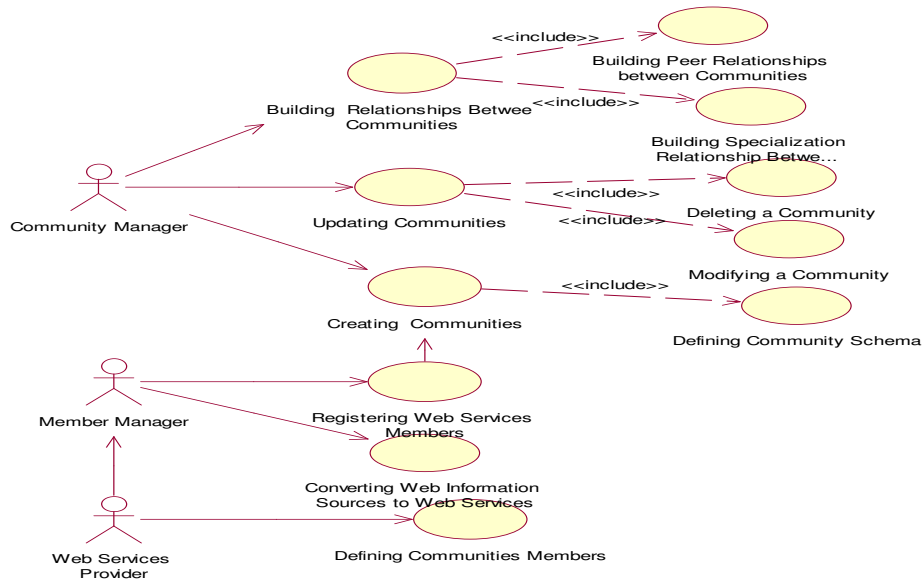 <<include>>
Building Peer Relationships
between Communities
Building Relationships Betwee
Communities
<<include>>
Building Specialization
Relationship Betwe...
Community Manager
Updating Communities
<<include>>
Deleting a Community
<<include>>
Modifying a Community
Creating Communities
<<include>>
Defining Community Schema
Member Manager
Registering Web Services
Members
Converting Web Information
Sources to Web Services
Web Services
Provider
Defining Communities Members